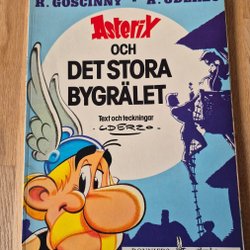 R. GOSCINNY • A. UDERZO
Asterix
OCH
DET STORA
BYGRÄLET
Text och teckningar
UDERZO.